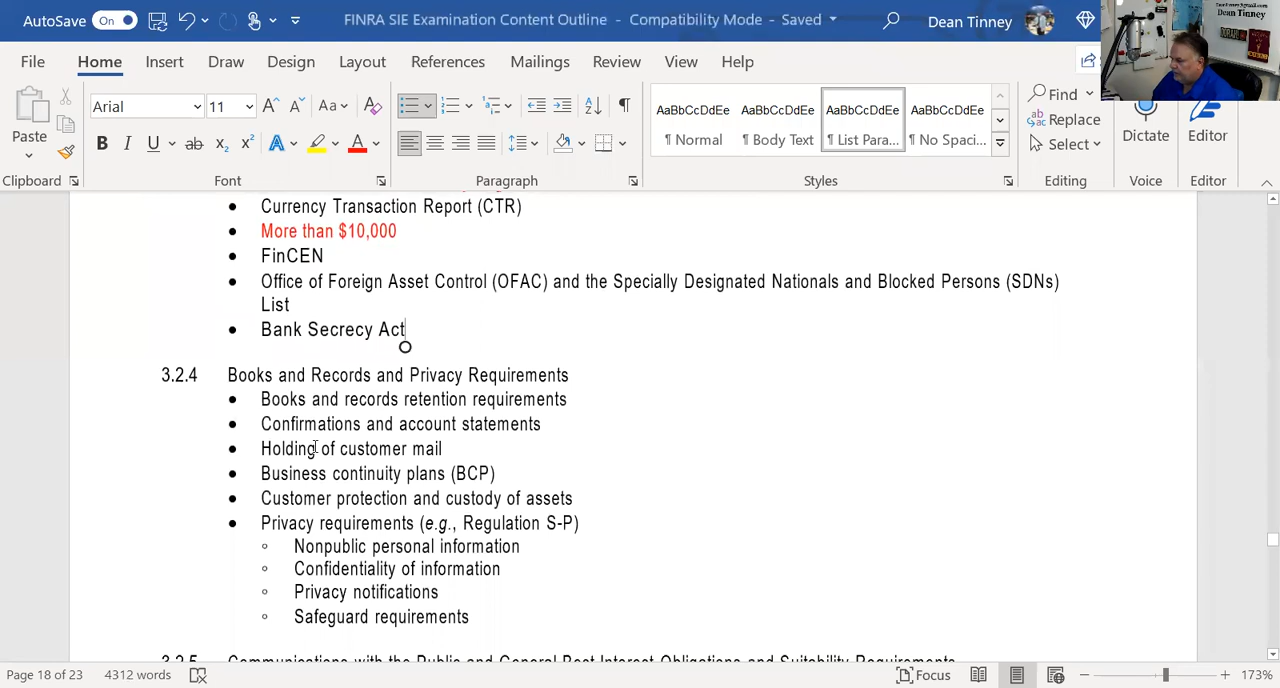 AutoSave On
FINRA SIE Examination Content Outline - Compatibility Mode - Saved
Dean Tinney
Dean Tinney
File Home Insert Draw Design Layout References Mailings Review View Help
Paste
Arial 11
Aa
B I U ab x₂ x² A A
AaBbCcDdEe AaBbCcDdEe AaBbCcDdEe AaBbCcDdEe
¶ Normal ¶ Body Text ¶ List Para... ¶ No Spaci...
Find
Replace
Select
Dictate
Editor
Clipboard Font Paragraph Styles Editing Voice Editor
• Currency Transaction Report (CTR)
• More than $10,000
• FinCEN
• Office of Foreign Asset Control (OFAC) and the Specially Designated Nationals and Blocked Persons (SDNs)
List
• Bank Secrecy Act
3.2.4 Books and Records and Privacy Requirements
• Books and records retention requirements
• Confirmations and account statements
• Holding of customer mail
• Business continuity plans (BCP)
• Customer protection and custody of assets
• Privacy requirements (e.g., Regulation S-P)
◦ Nonpublic personal information
◦ Confidentiality of information
◦ Privacy notifications
◦ Safeguard requirements
3.2.5 Communications with the Public and General Best Interest Obligations and Suitability Requirements
Page 18 of 23 4312 words Focus 173%